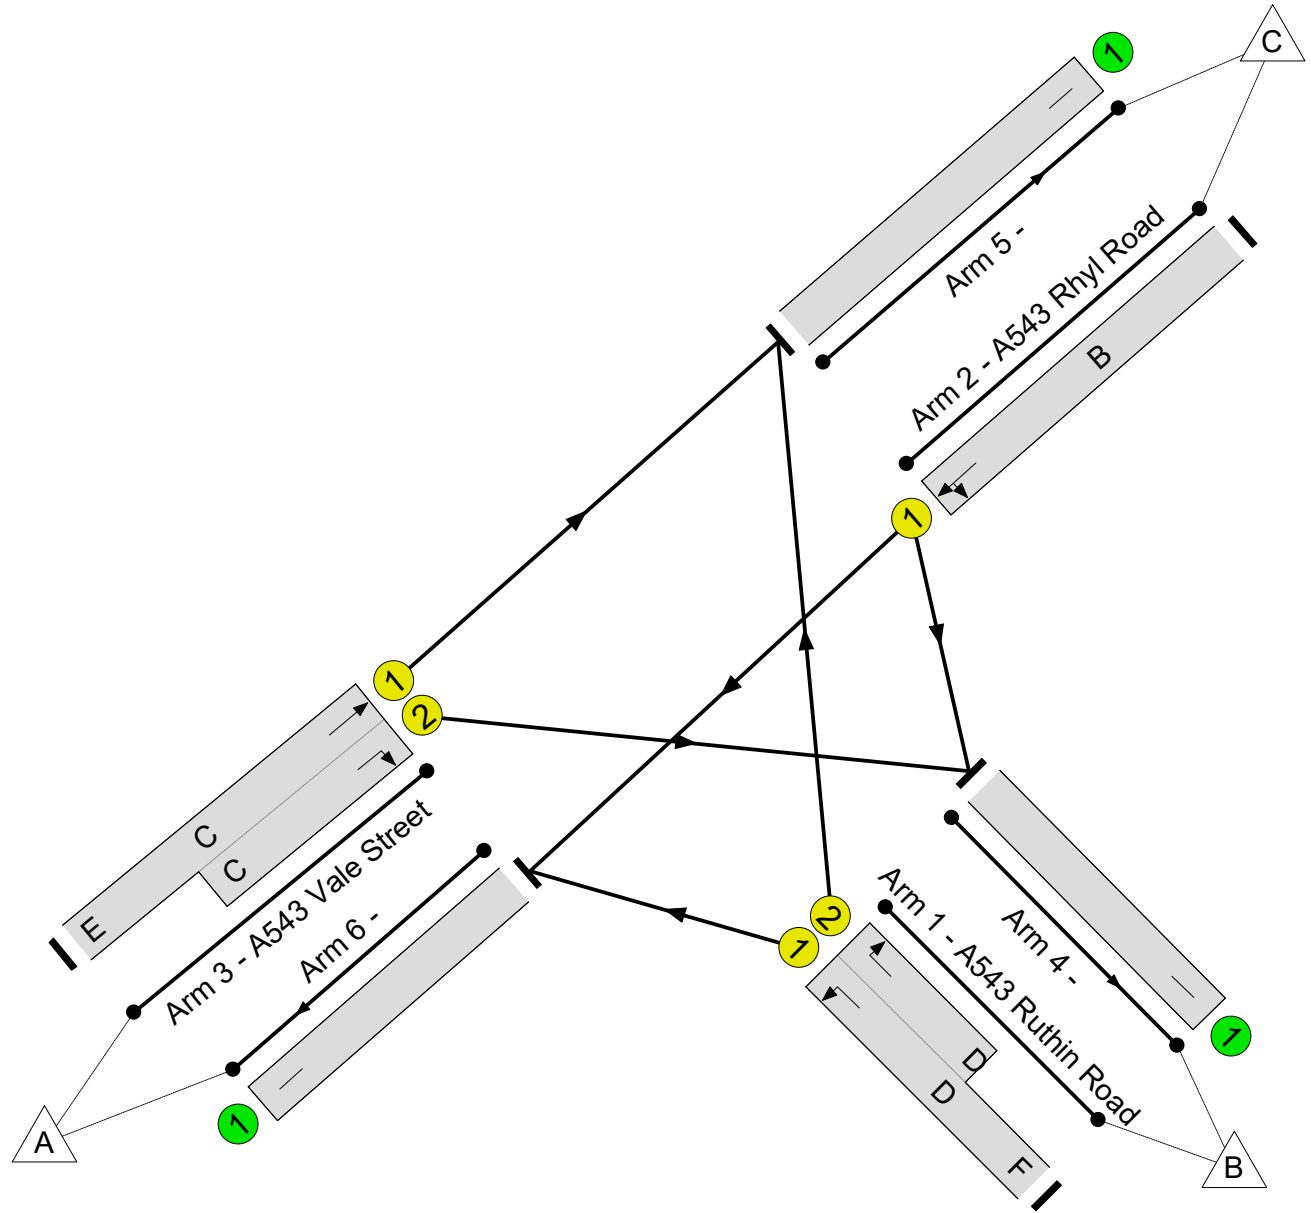 C
1
Arm 5 -
Arm 2 - A543 Rhyl Road
B
1
1
2
C
C
E
Arm 3 - A543 Vale Street
Arm 6 -
1
A
2
1
Arm 1 - A543 Ruthin Road
Arm 4 -
D
D
F
1
B